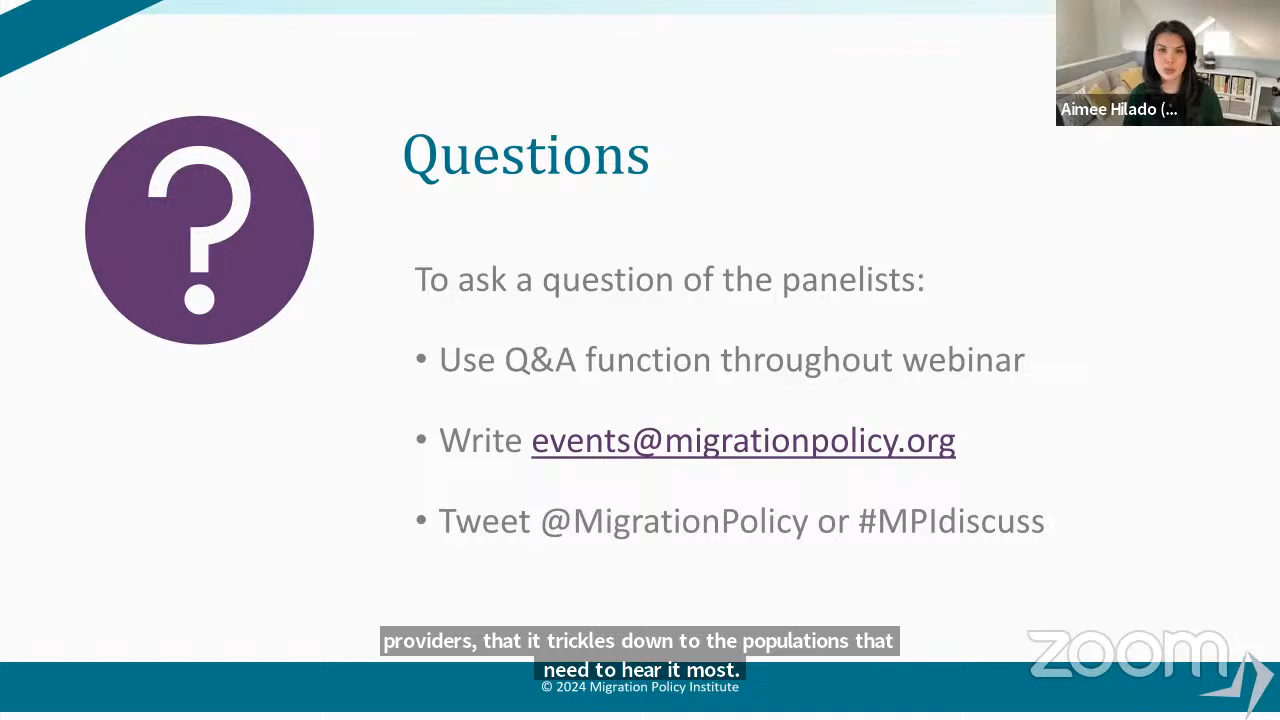 Aimee Hilado (...
?
Questions
To ask a question of the panelists:
• Use Q&A function throughout webinar
• Write events@migrationpolicy.org
• Tweet @MigrationPolicy or #MPIdiscuss
providers, that it trickles down to the populations that
need to hear it most.
zoom
© 2024 Migration Policy Institute